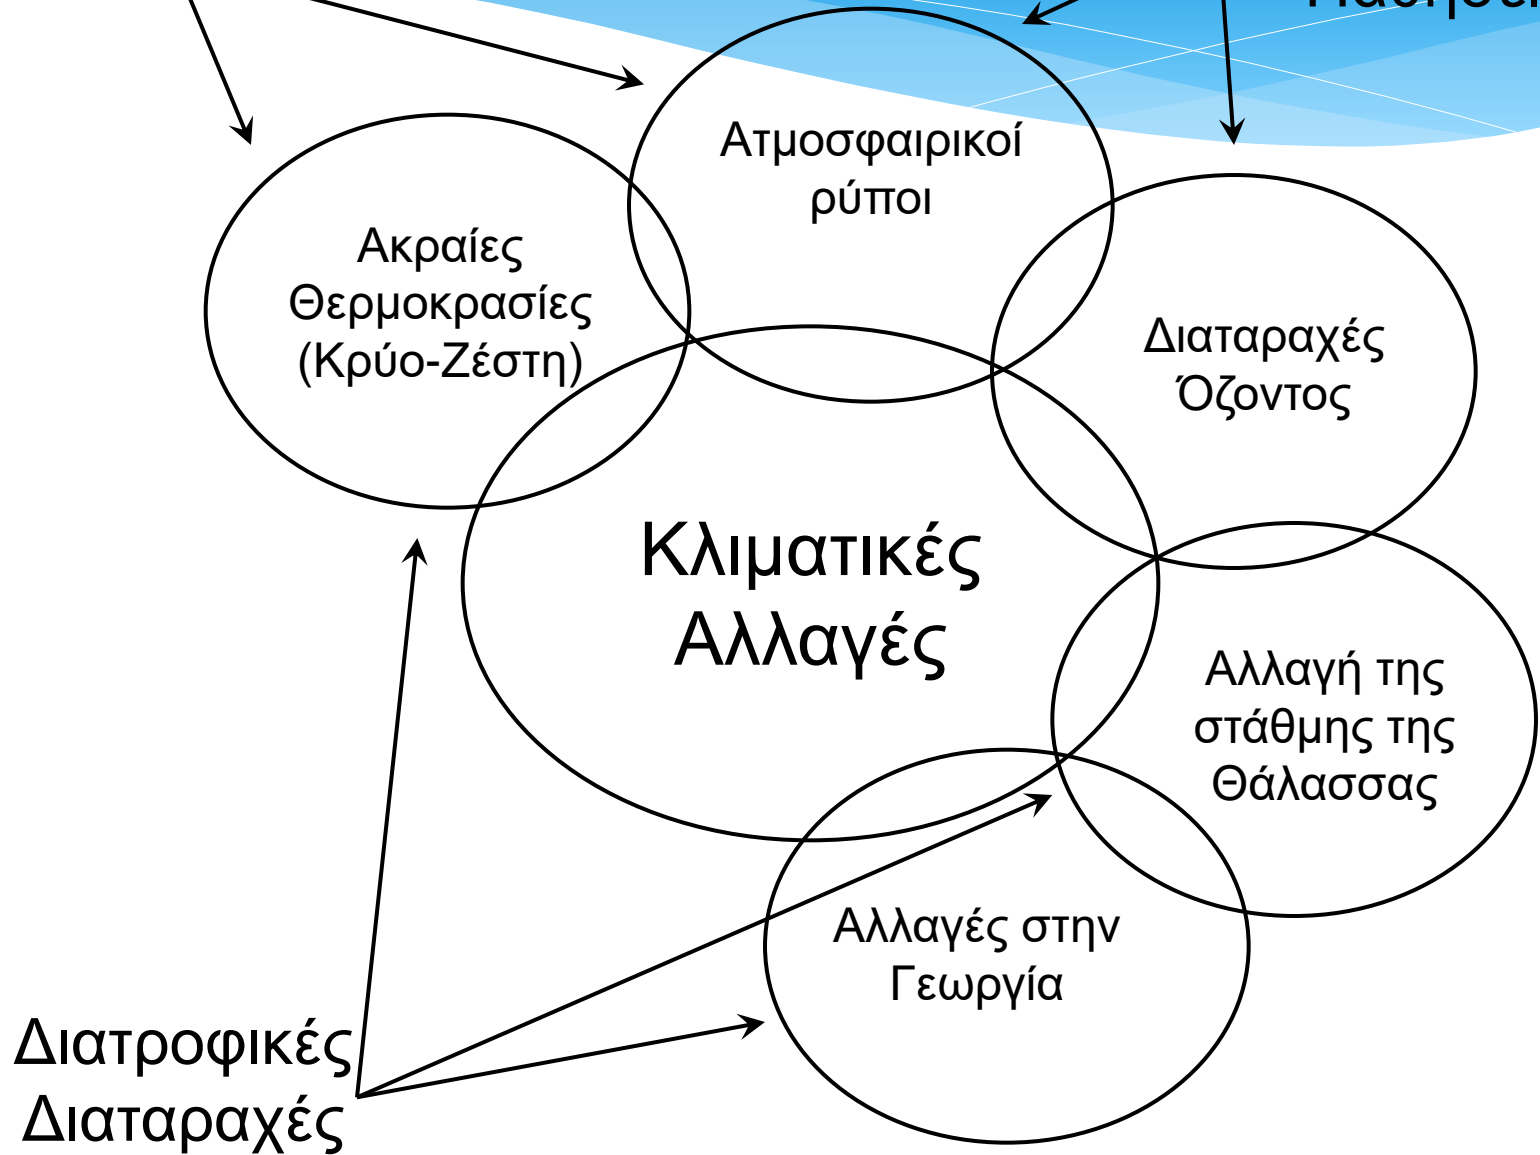 Ατμοσφαιρικοί
ρύποι
Ακραίες
Θερμοκρασίες
(Κρύο-Ζέστη)
Διαταραχές
Όζοντος
Κλιματικές
Αλλαγές
Αλλαγή της
στάθμης της
Θάλασσας
Αλλαγές στην
Γεωργία
Διατροφικές
Διαταραχές